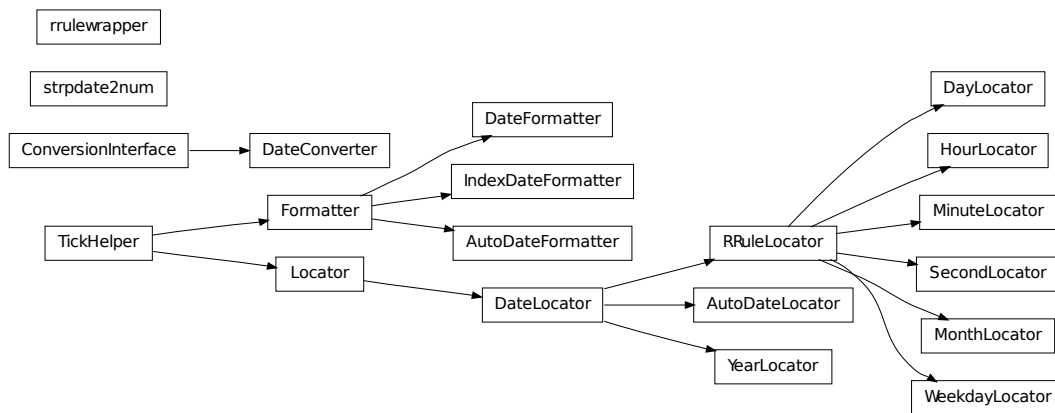 rrulewrapper
strpdate2num
ConversionInterface
DateConverter
TickHelper
Formatter
Locator
DateFormatter
IndexDateFormatter
AutoDateFormatter
DateLocator
RRuleLocator
AutoDateLocator
YearLocator
DayLocator
HourLocator
MinuteLocator
SecondLocator
MonthLocator
WeekdayLocator